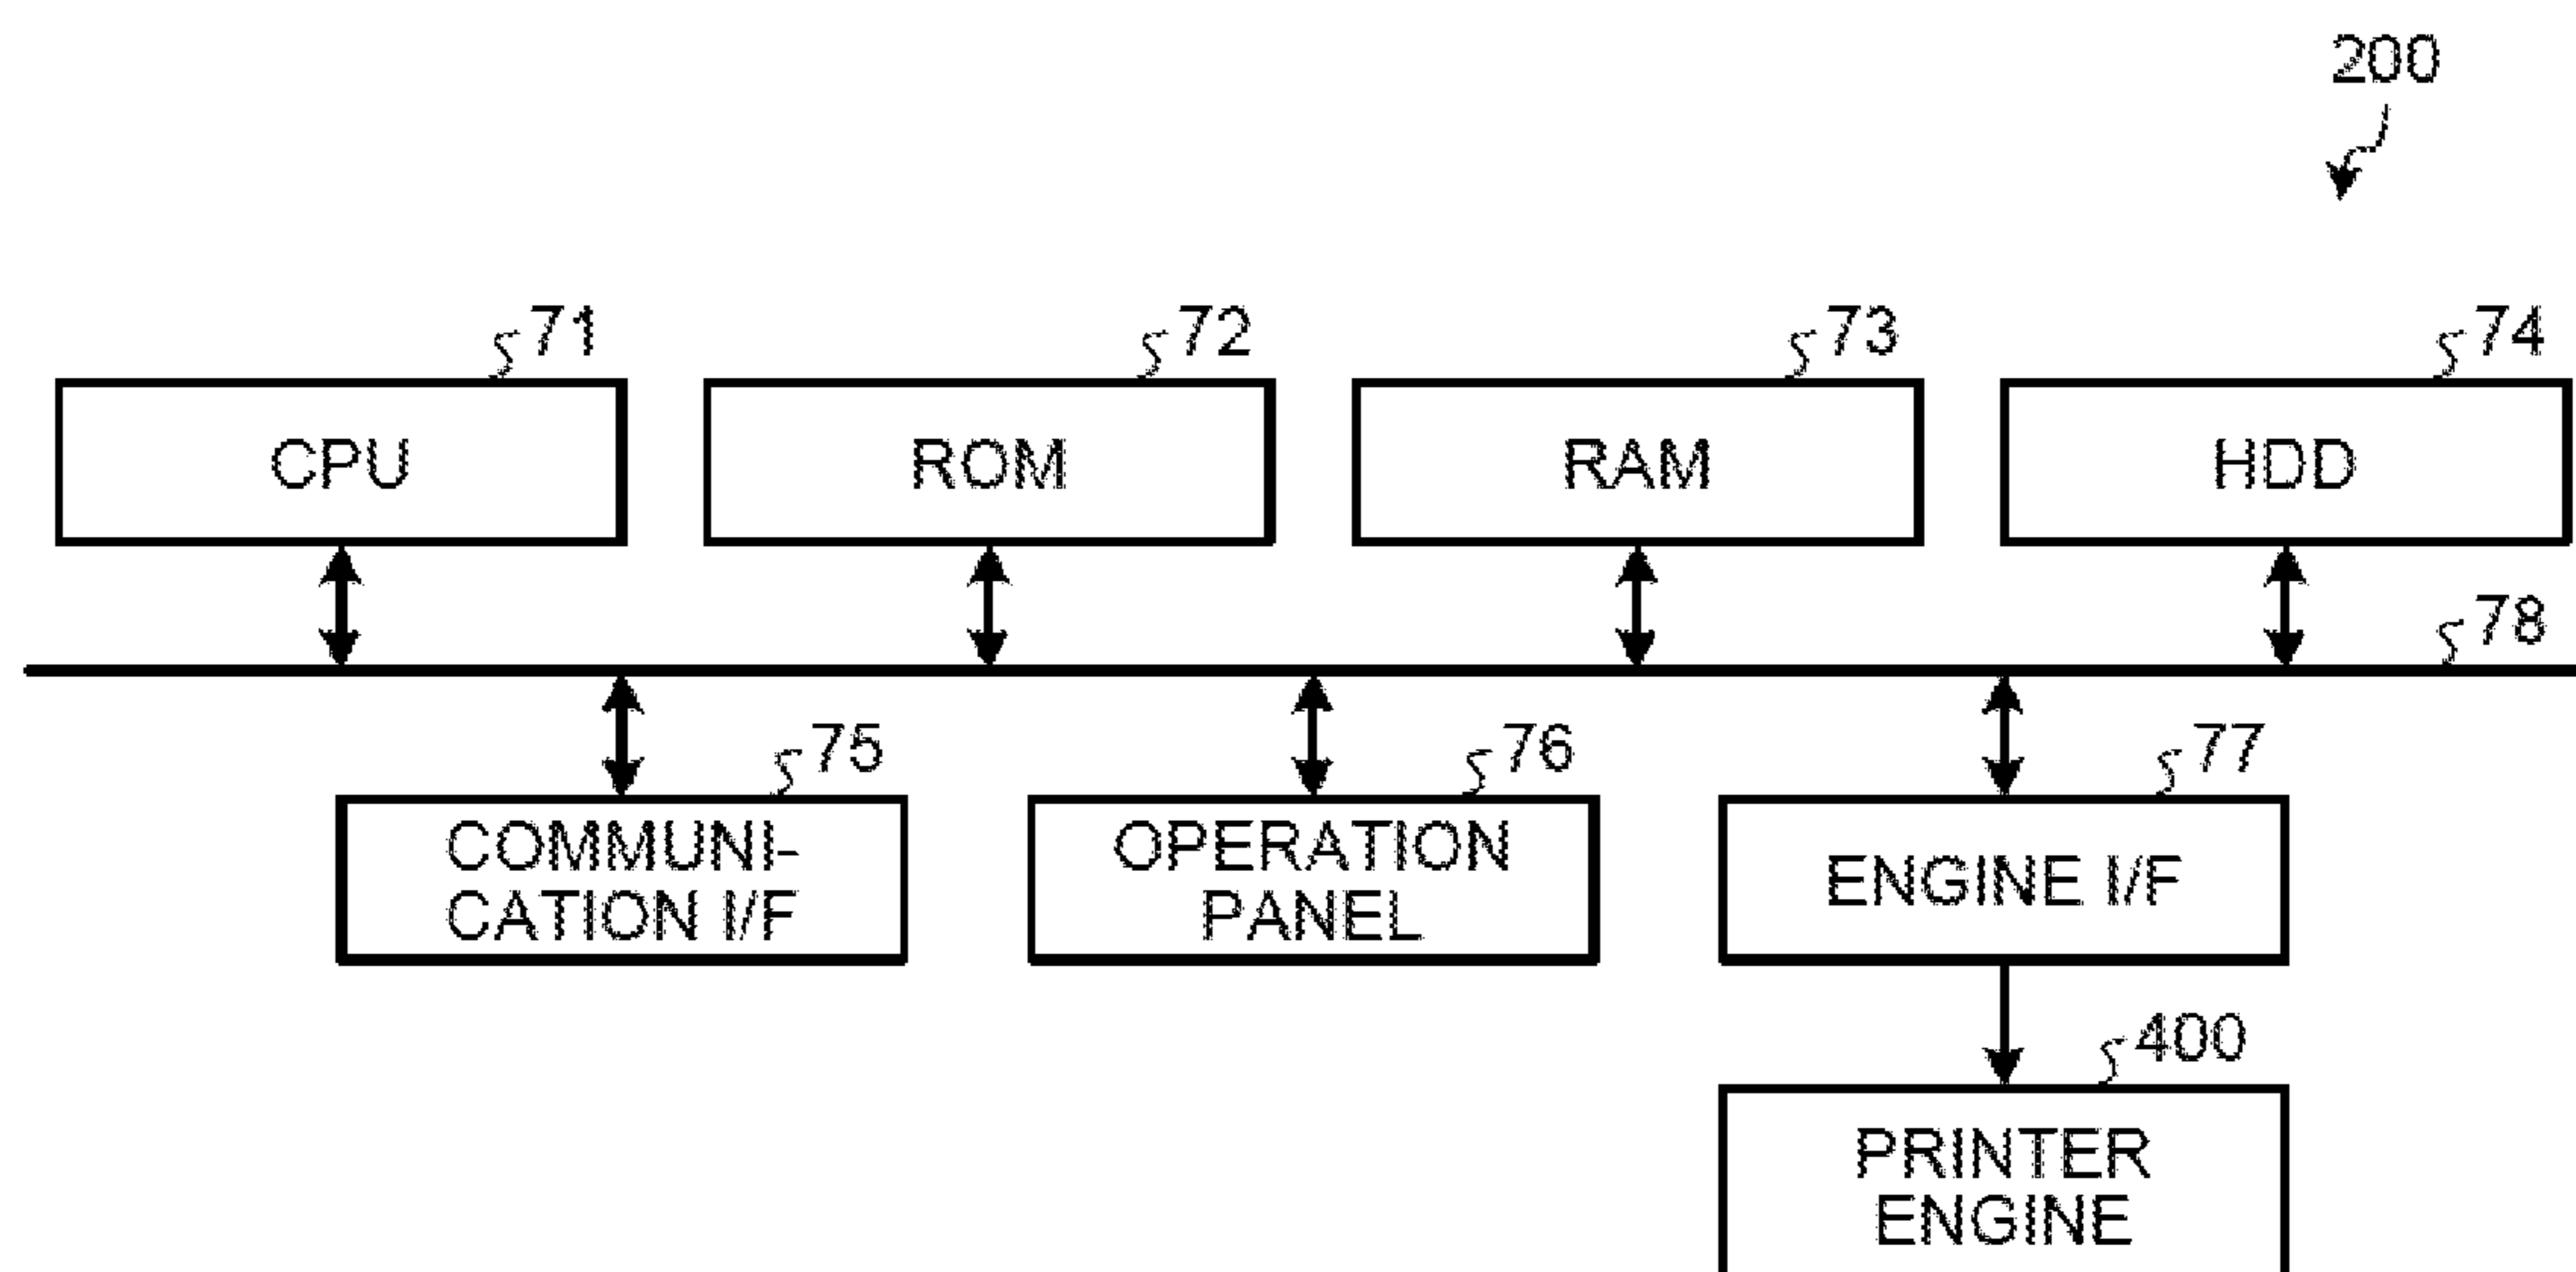 200
71
72
73
74
CPU
ROM
RAM
HDD
78
75
76
77
COMMUNI-
CATION I/F
OPERATION
PANEL
ENGINE I/F
400
PRINTER
ENGINE